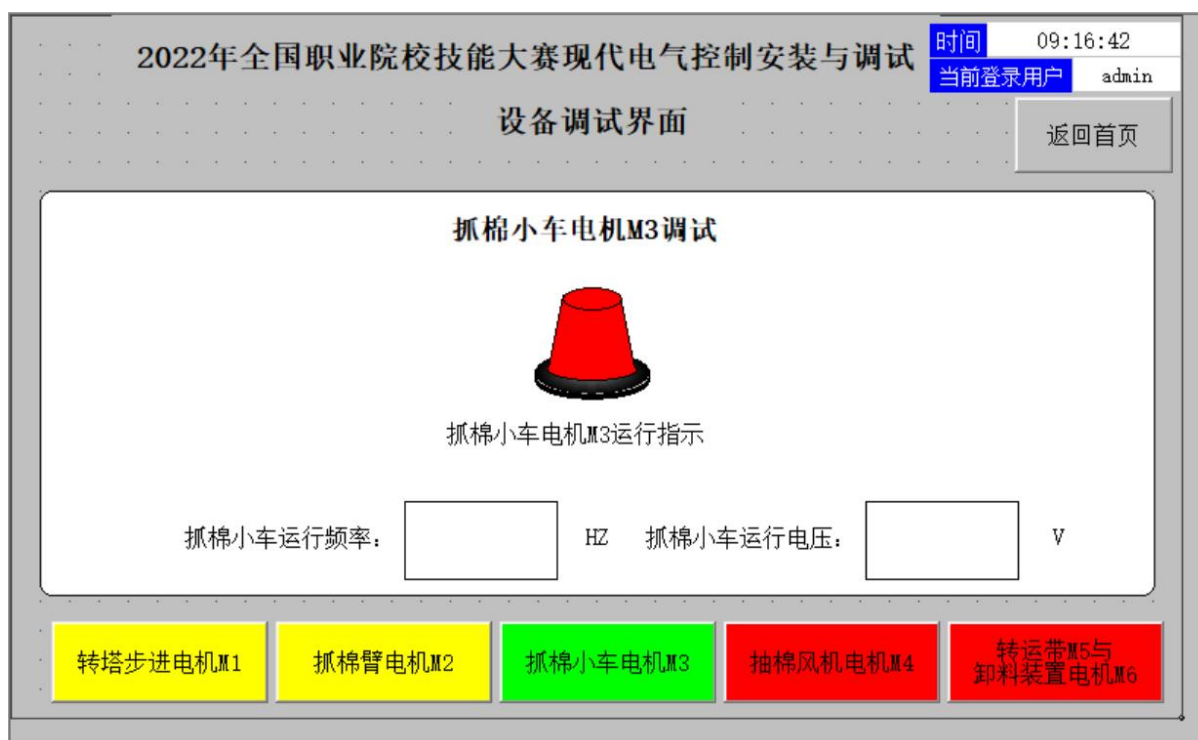 2022年全国职业院校技能大赛现代电气控制安装与调试
时间 09:16:42
当前登录用户 admin
设备调试界面
返回首页
抓棉小车电机M3调试
抓棉小车电机M3运行指示
抓棉小车运行频率： HZ 抓棉小车运行电压： V
转塔步进电机M1
抓棉臂电机M2
抓棉小车电机M3
抽棉风机电机M4
转运带M5与
卸料装置电机M6